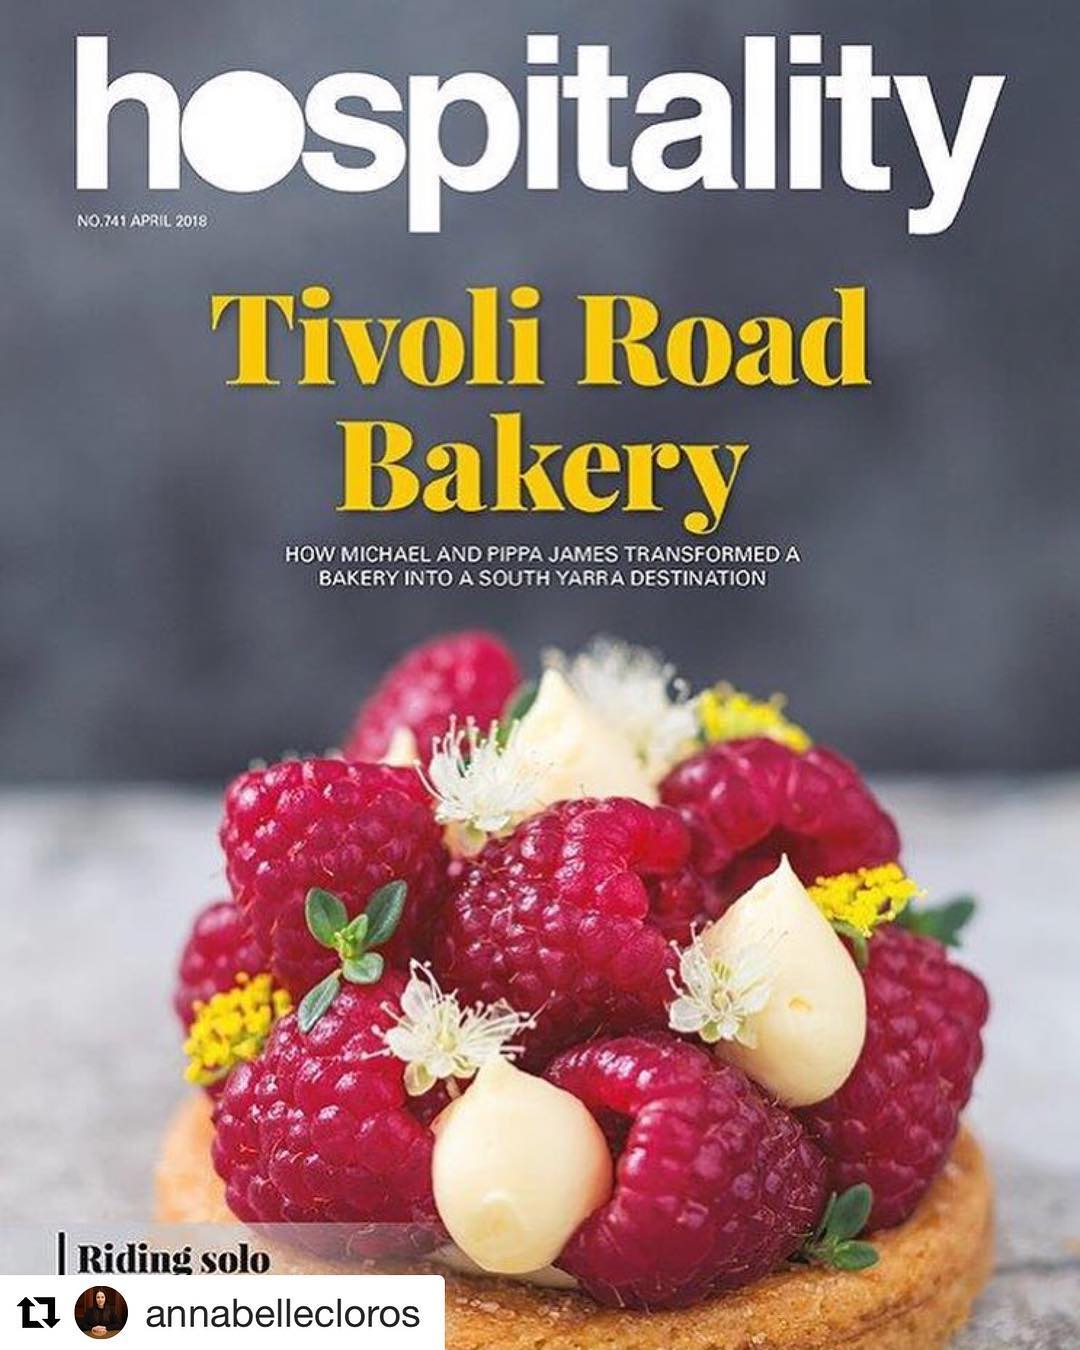 hospitality
NO.741 APRIL 2018
Tivoli Road
Bakery
HOW MICHAEL AND PIPPA JAMES TRANSFORMED A
BAKERY INTO A SOUTH YARRA DESTINATION
Riding solo
annabellecloros